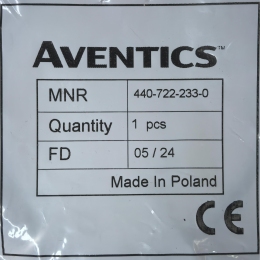 AVENTICS™
MNR 440-722-233-0
Quantity 1 pcs
FD 05 / 24
Made In Poland
CE